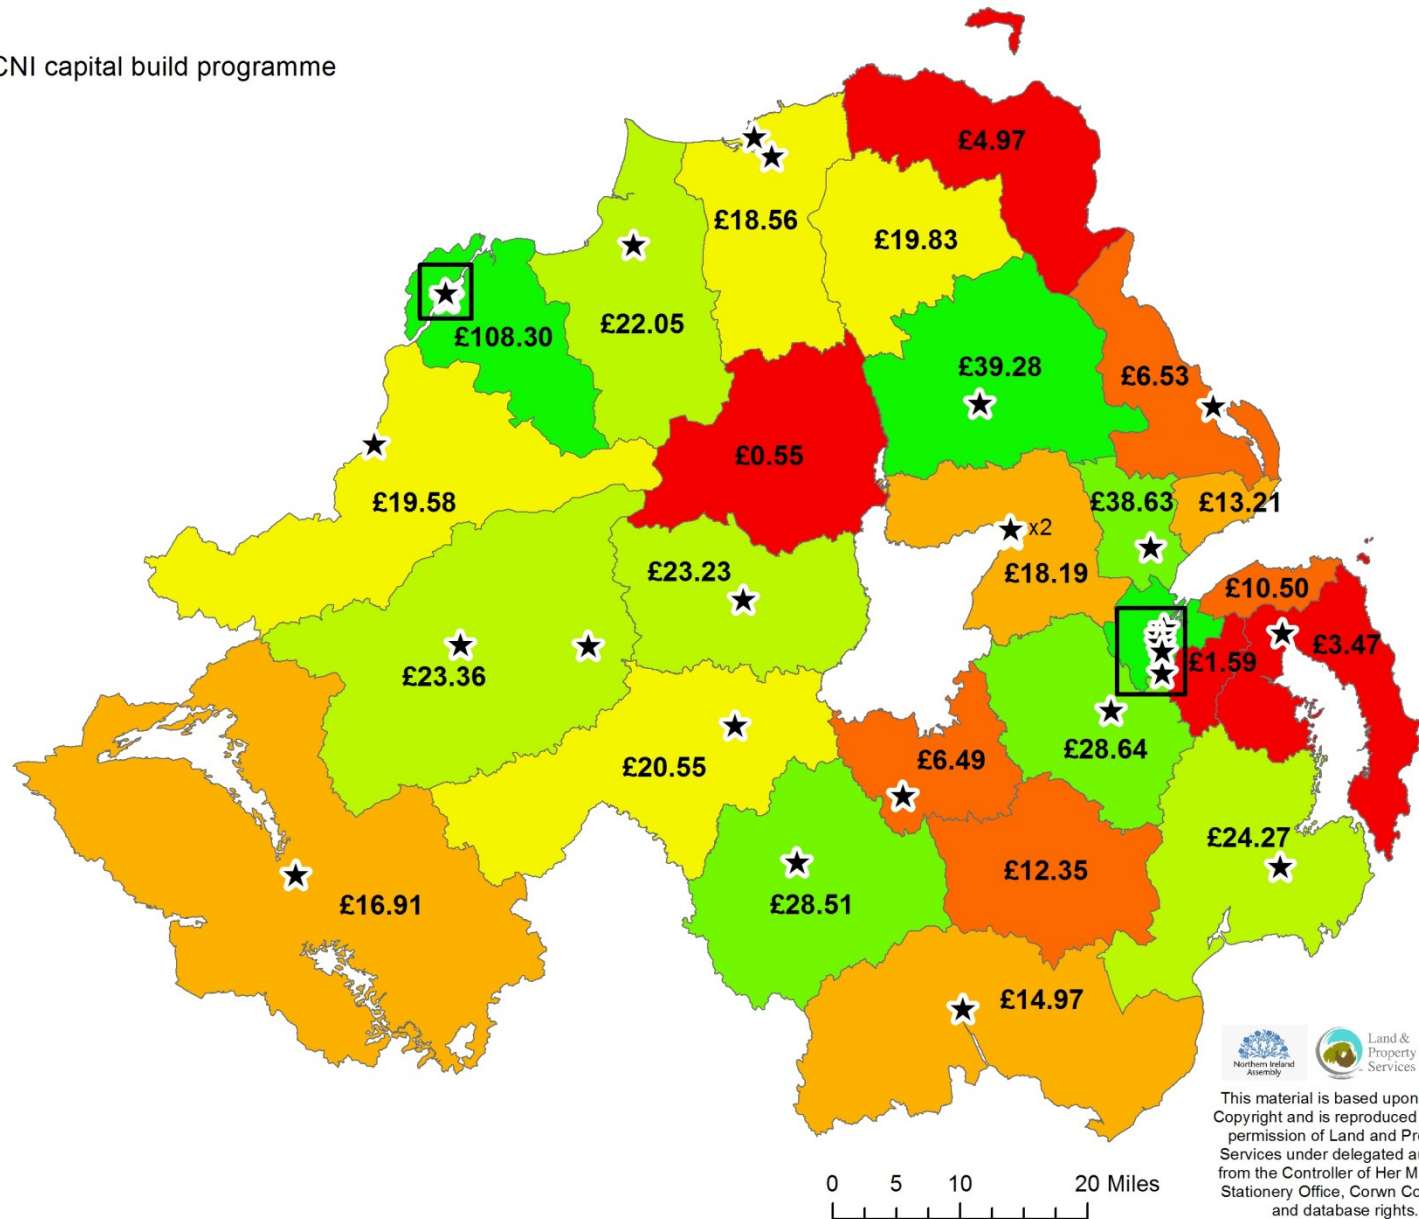 CNI capital build programme
£4.97
£18.56
£19.83
£108.30
£22.05
£39.28
£6.53
£0.55
£19.58
£38.63
£13.21
x2
£23.23
£18.19
£10.50
£3.47
£1.59
£23.36
£28.64
£20.55
£6.49
£24.27
£12.35
£16.91
£28.51
£14.97
Northern Ireland
Assembly
Land &
Property
Services
This material is based upon
Copyright and is reproduced
permission of Land and Pr
Services under delegated a
from the Controller of Her M
Stationery Office, Corwn Co
and database rights.
0 5 10 20 Miles